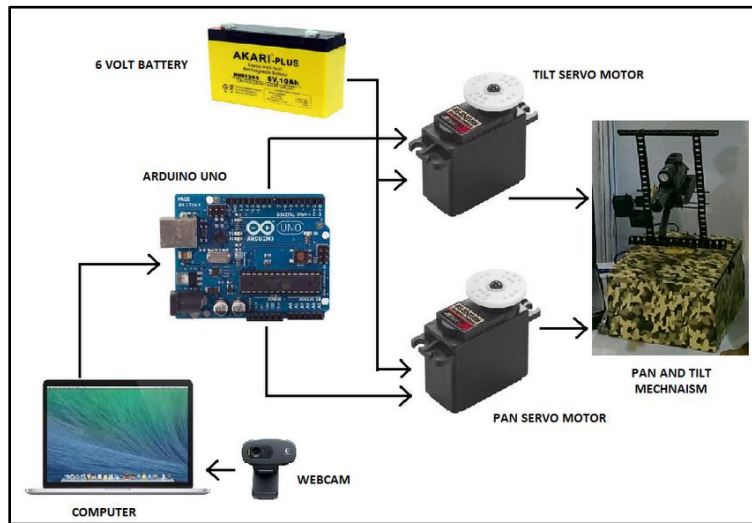 6 VOLT BATTERY
AKARI-PLUS
6V,10Ah
TILT SERVO MOTOR
ARDUINO UNO
UNO
ARDUINO
PAN SERVO MOTOR
PAN AND TILT
MECHNAISM
WEBCAM
COMPUTER